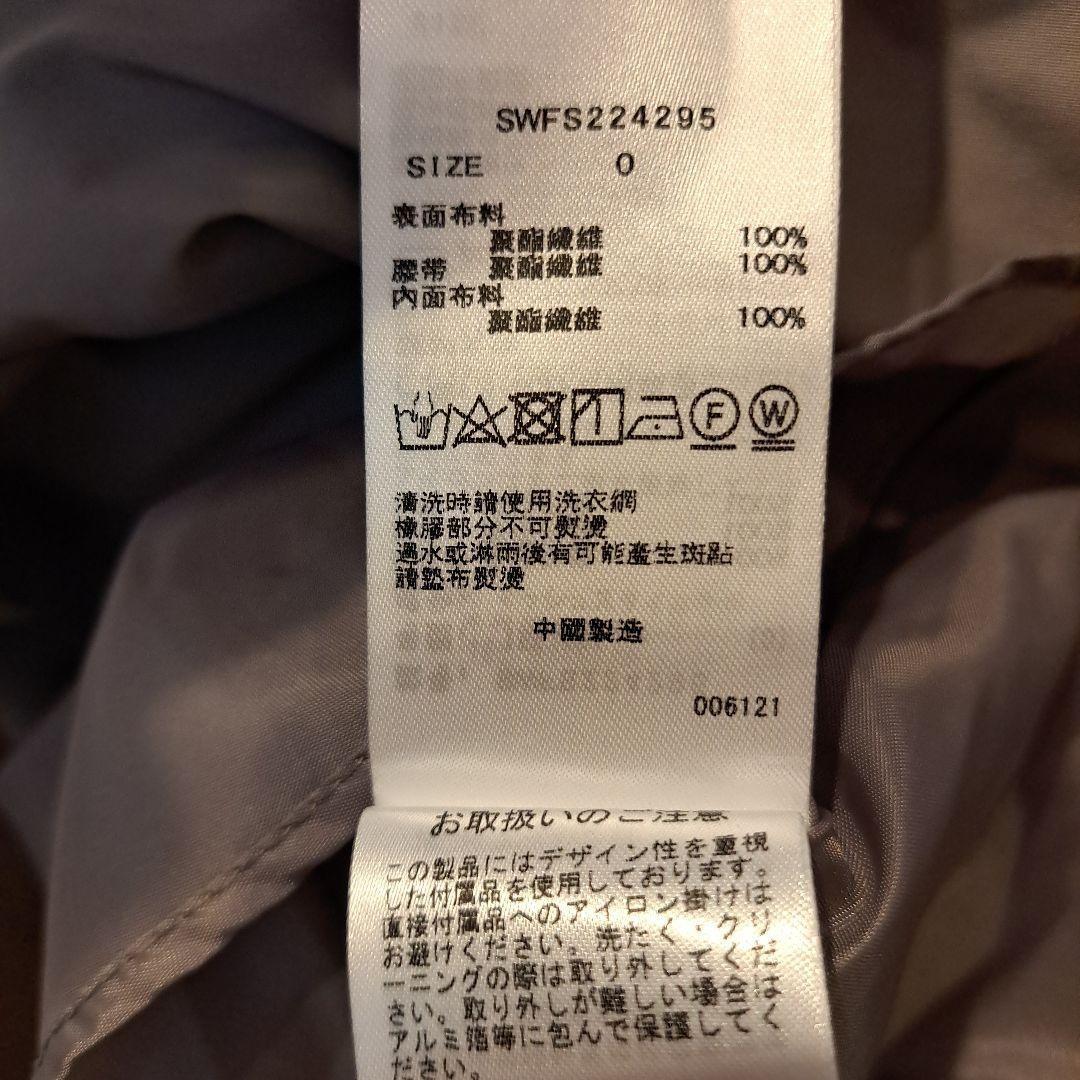 SWFS224295
SIZE 0
表面布料
聚酯纖維 100%
腰帯 聚酯纖維 100%
內面布料
聚酯纖維 100%
F W
清洗時請使用洗衣網
橡膠部分不可熨燙
過水或淋雨後有可能產生斑點
請墊布熨燙
中國製造
006121
お取扱いのご注意
この製品にはデザイン性を重視
した付属品を使用しております。
直接付属品へのアイロン掛けは
お避けください。洗たく・クリ
ーニングの際は取り外してくだ
さい。取り外しが難しい場合は
アルミ箔等に包んで保護してく
ださい。